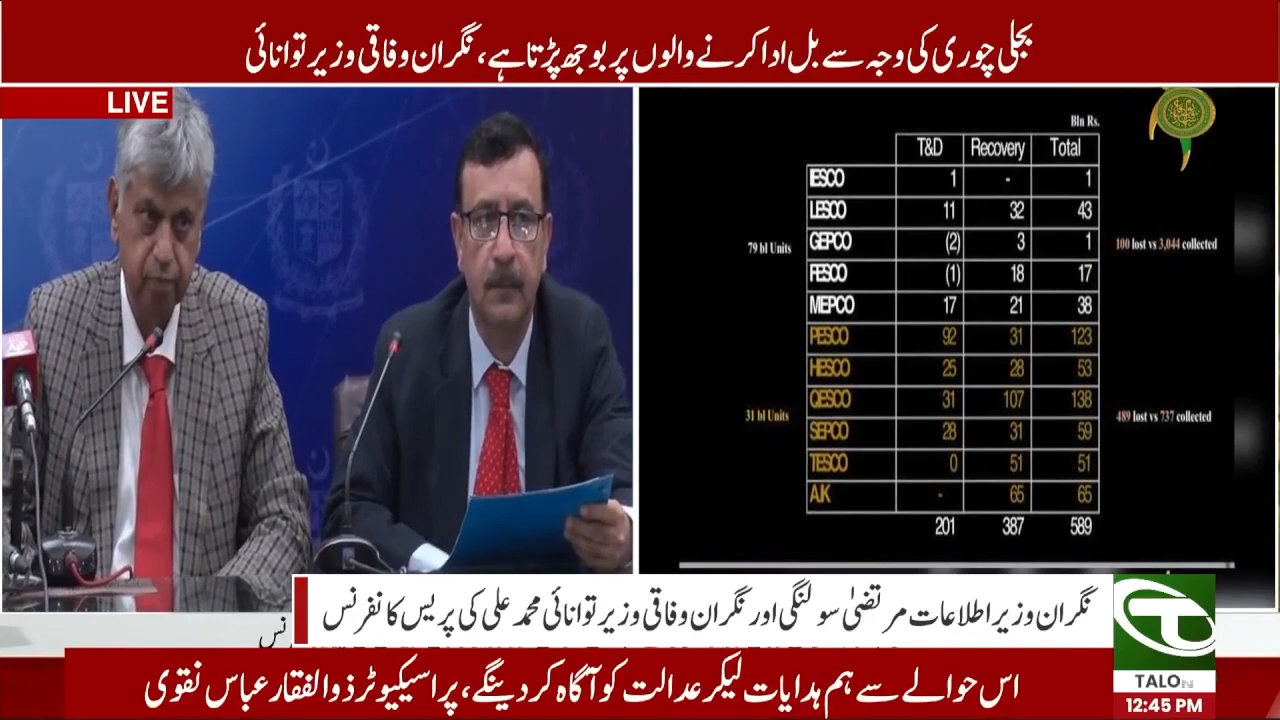 بجلی چوری کی وجہ سے بل ادا کرنے والوں پر بوجھ پڑتا ہے، نگران وفاقی وزیر توانائی
LIVE
Bln Rs.
T&D Recovery Total
IESCO 1 - 1
LESCO 11 32 43
GEPCO (2) 3 1
FESCO (1) 18 17
MEPCO 17 21 38
PESCO 92 31 123
HESCO 25 28 53
QESCO 31 107 138
SEPCO 28 31 59
TESCO 0 51 51
AJK - 65 65
201 387 589
79 bl Units
31 bl Units
100 lost vs 3,044 collected
489 lost vs 737 collected
نگران وزیر اطلاعات مرتضیٰ سولنگی اور نگران وفاقی وزیر توانائی محمد علی کی پریس کانفرنس
اس حوالے سے ہم ہدایات لیکر عدالت کو آگاہ کر دینگے، پراسیکیوٹر ذوالفقار عباس نقوی
TALON
12:45 PM